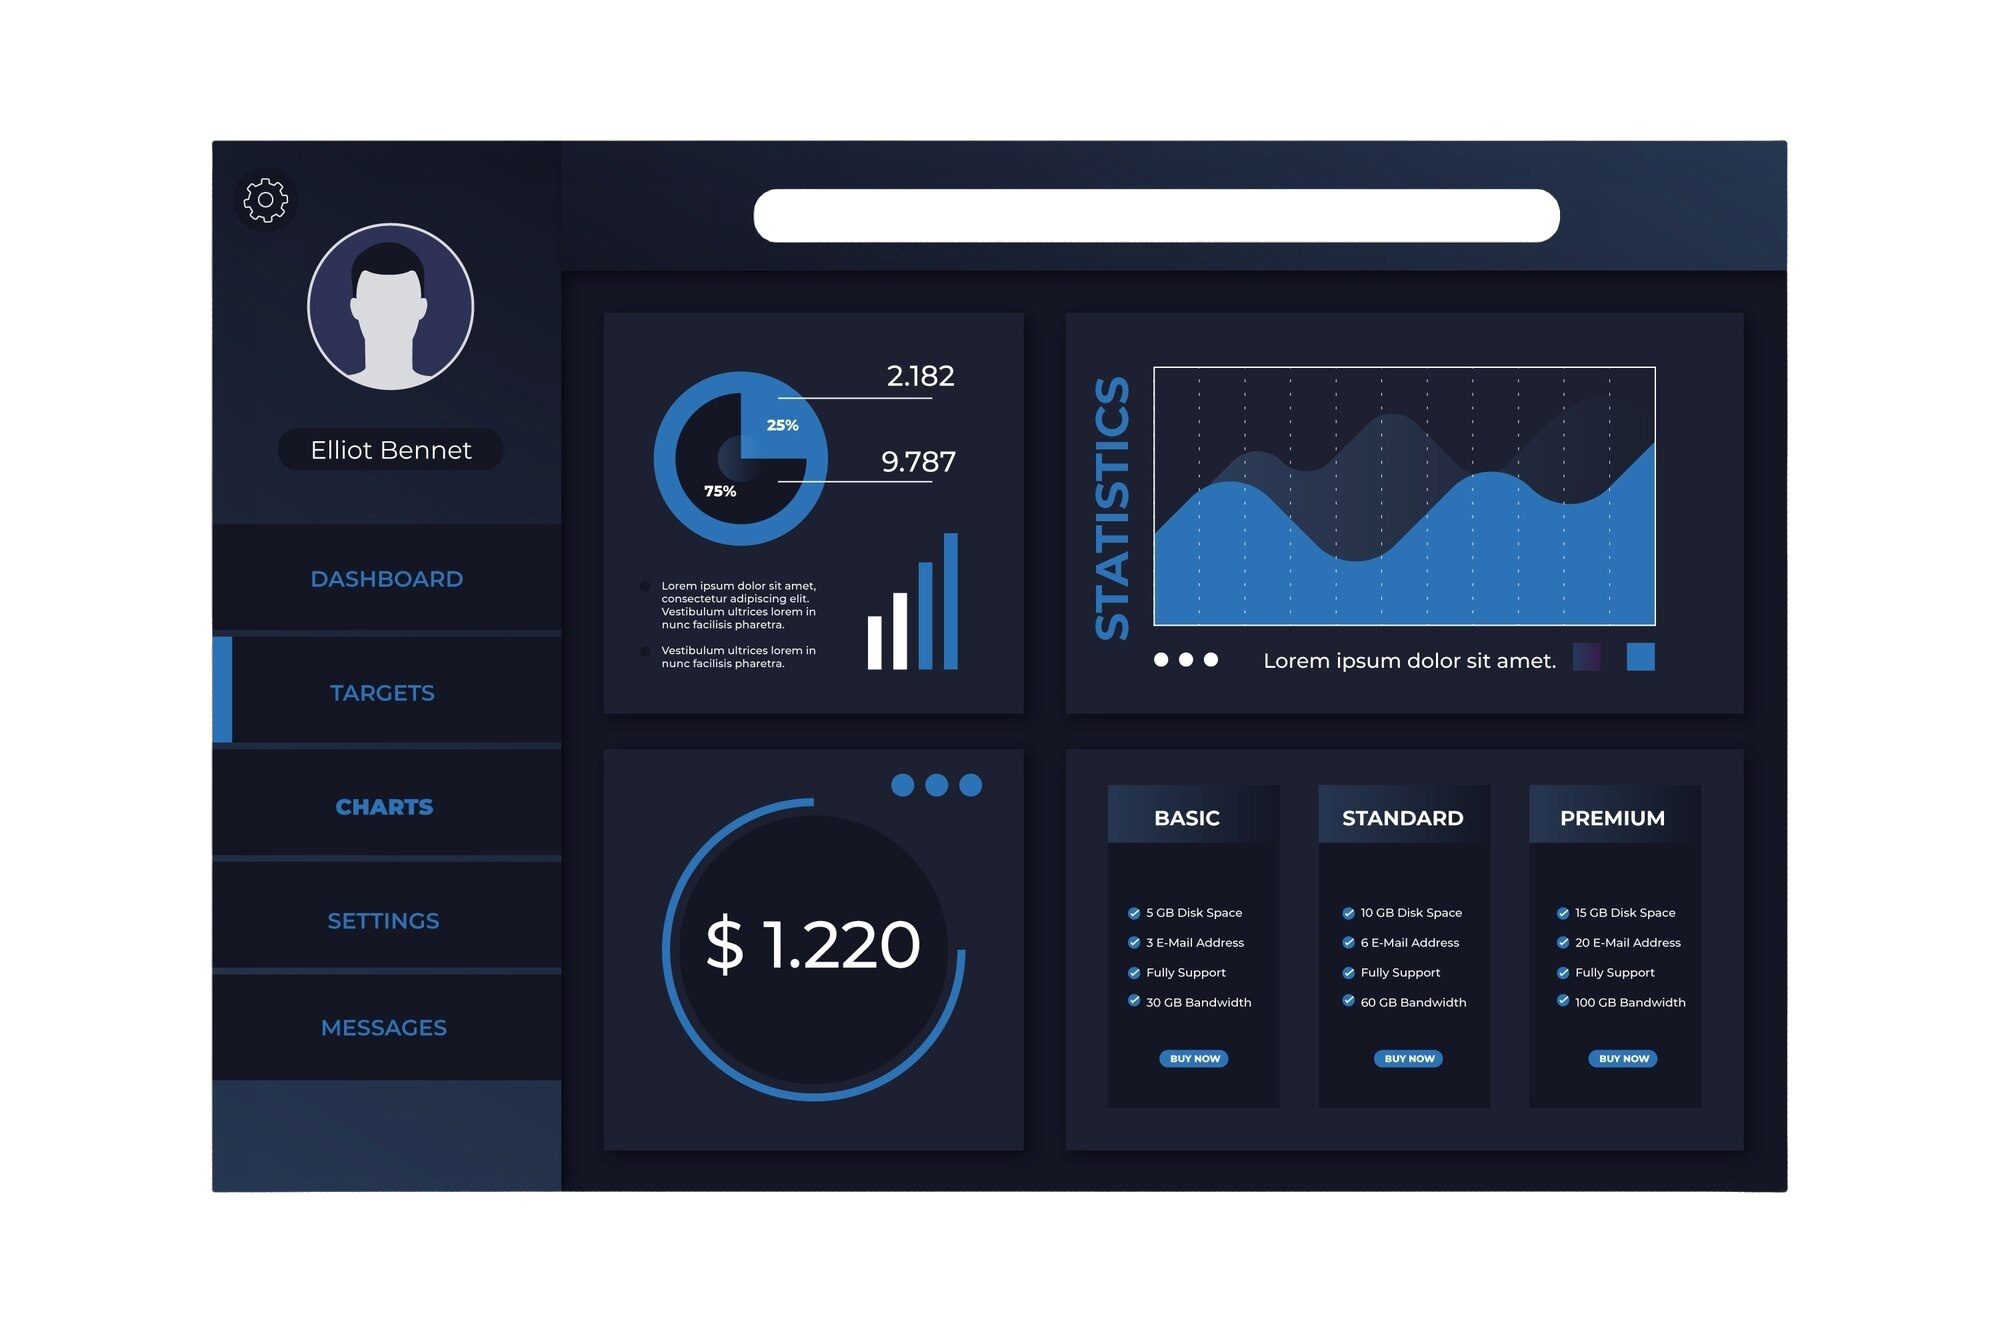 Elliot Bennet
DASHBOARD
TARGETS
CHARTS
SETTINGS
MESSAGES
2.182
25%
9.787
75%
Lorem ipsum dolor sit amet,
consectetur adipiscing elit.
Vestibulum ultrices lorem in
nunc facilisis pharetra.
Vestibulum ultrices lorem in
nunc facilisis pharetra.
STATISTICS
Lorem ipsum dolor sit amet.
$ 1.220
BASIC
5 GB Disk Space
3 E-Mail Address
Fully Support
30 GB Bandwidth
BUY NOW
STANDARD
10 GB Disk Space
6 E-Mail Address
Fully Support
60 GB Bandwidth
BUY NOW
PREMIUM
15 GB Disk Space
20 E-Mail Address
Fully Support
100 GB Bandwidth
BUY NOW